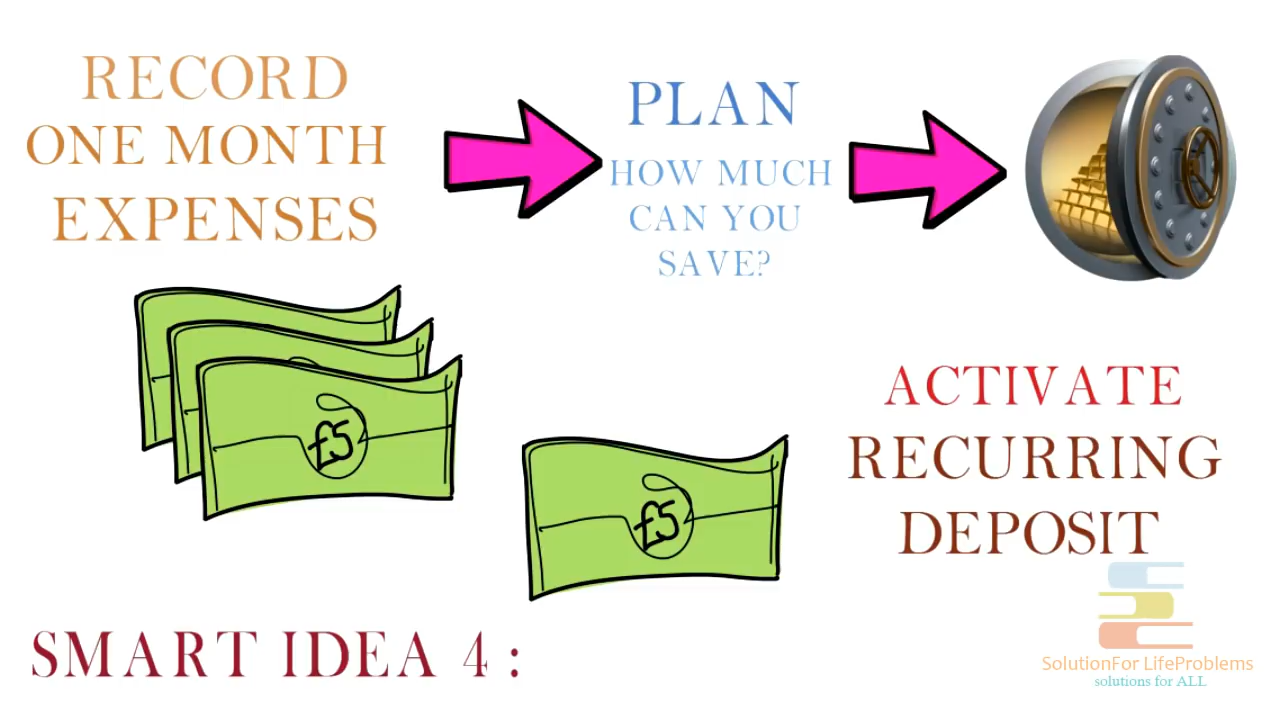 RECORD
ONE MONTH
EXPENSES
PLAN
HOW MUCH
CAN YOU
SAVE?
£5
£5
ACTIVATE
RECURRING
DEPOSIT
SMART IDEA 4 :
SolutionFor LifeProblems
solutions for ALL